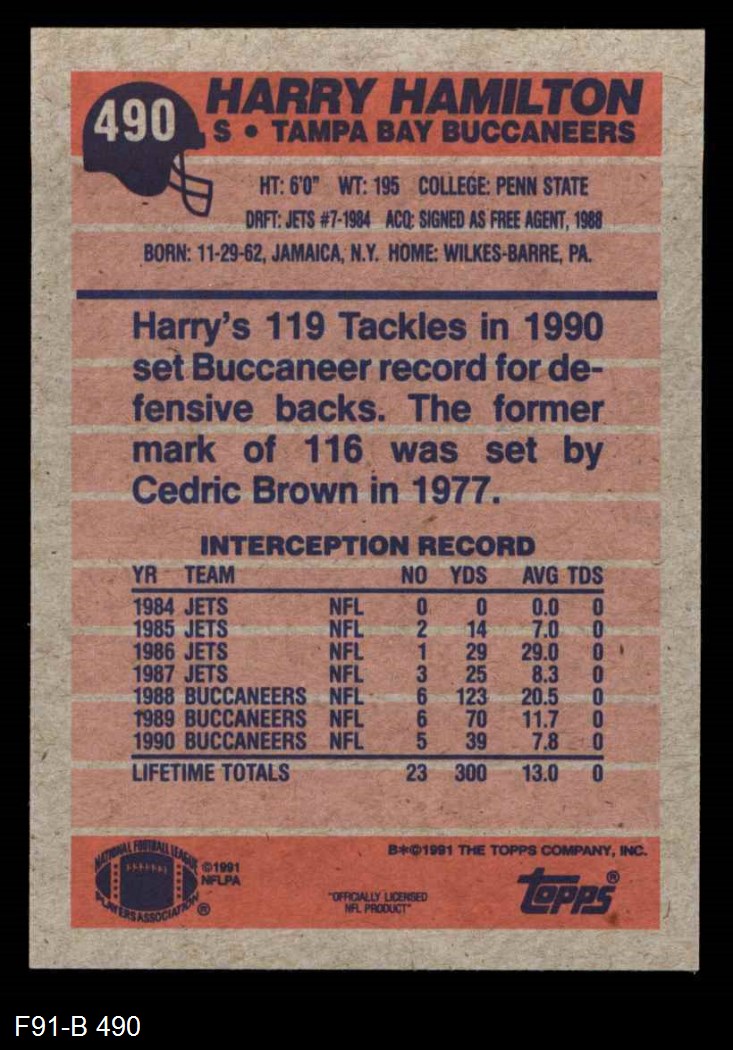 490
HARRY HAMILTON
S • TAMPA BAY BUCCANEERS
HT: 6'0" WT: 195 COLLEGE: PENN STATE
DRFT: JETS #7-1984 ACQ: SIGNED AS FREE AGENT, 1988
BORN: 11-29-62, JAMAICA, N.Y. HOME: WILKES-BARRE, PA.
Harry's 119 Tackles in 1990
set Buccaneer record for de-
fensive backs. The former
mark of 116 was set by
Cedric Brown in 1977.
INTERCEPTION RECORD
YR TEAM NO YDS AVG TDS
1984 JETS NFL 0 0 0.0 0
1985 JETS NFL 2 14 7.0 0
1986 JETS NFL 1 29 29.0 0
1987 JETS NFL 3 25 8.3 0
1988 BUCCANEERS NFL 6 123 20.5 0
1989 BUCCANEERS NFL 6 70 11.7 0
1990 BUCCANEERS NFL 5 39 7.8 0
LIFETIME TOTALS 23 300 13.0 0
NATIONAL FOOTBALL LEAGUE
PLAYERS ASSOCIATION ®
©1991
NFLPA
"OFFICIALLY LICENSED
NFL PRODUCT"
B*©1991 THE TOPPS COMPANY, INC.
topps®
F91-B 490